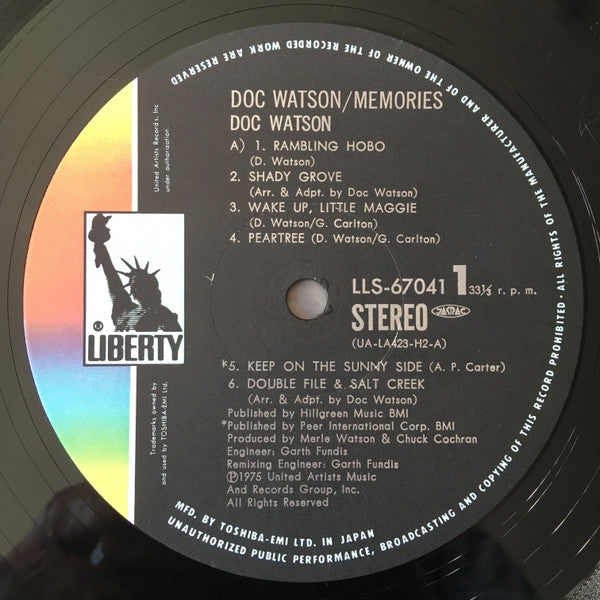 ALL RIGHTS OF THE MANUFACTURER AND OF THE OWNER OF THE RECORDED WORK ARE RESERVED
DOC WATSON/MEMORIES
DOC WATSON
A) 1. RAMBLING HOBO
(D. Watson)
2. SHADY GROVE
(Arr. & Adpt. by Doc Watson)
3. WAKE UP, LITTLE MAGGIE
(D. Watson/G. Carlton)
4. PEARTREE (D. Watson/G. Carlton)
United Artists Records, Inc
under authorization.
LLS-67041 1 33⅓ r. p. m.
STEREO JASRAC
(UA-LA423-H2-A)
® LIBERTY
*5. KEEP ON THE SUNNY SIDE (A. P. Carter)
6. DOUBLE FILE & SALT CREEK
(Arr. & Adpt. by Doc Watson)
Published by Hillgreen Music BMI
*Published by Peer International Corp. BMI
Produced by Merle Watson & Chuck Cochran
Engineer: Garth Fundis
Remixing Engineer: Garth Fundis
Ⓟ1975 United Artists Music
And Records Group, Inc.
All Rights Reserved
Trademarks owned by
and used by TOSHIBA-EMI Ltd.
MFD. BY TOSHIBA-EMI LTD. IN JAPAN
UNAUTHORIZED PUBLIC PERFORMANCE, BROADCASTING AND COPYING OF THIS RECORD PROHIBITED ·